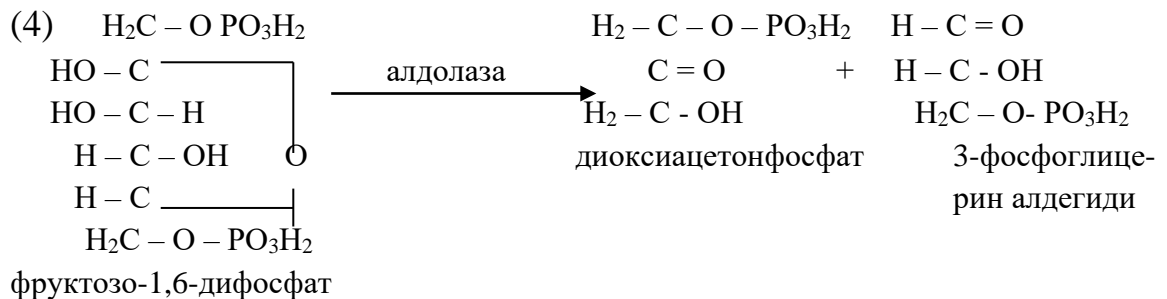 (4) H₂C – O PO₃H₂ H₂ – C – O – PO₃H₂ H – C = O
HO – C алдолаза C = O + H – C - OH
HO – C – H H₂ – C - OH H₂C – O- PO₃H₂
H – C – OH O диоксиацетонфосфат 3-фосфоглице-
H – C рин алдегиди
H₂C – O – PO₃H₂
фруктозо-1,6-дифосфат